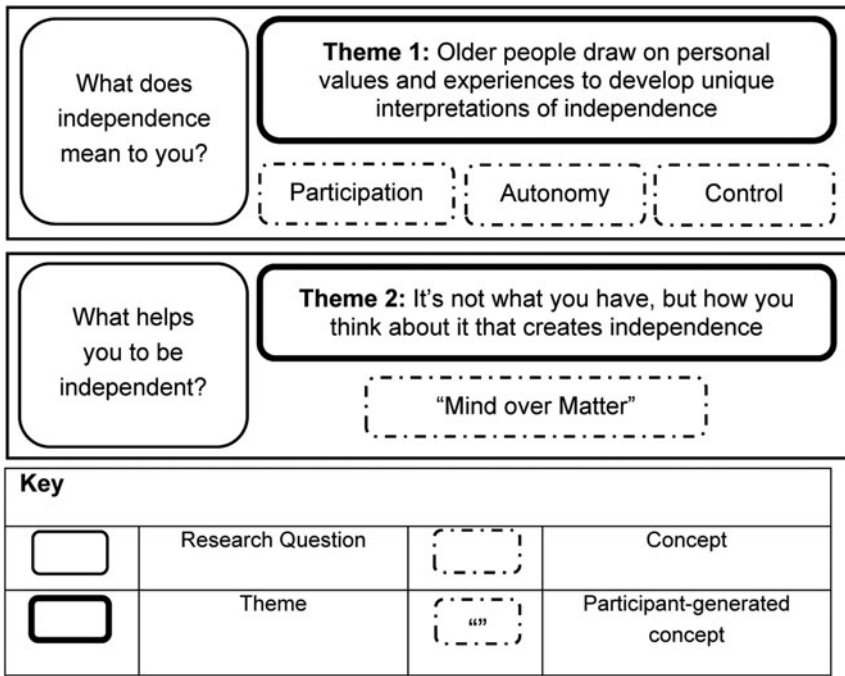 What does
independence
mean to you?
Theme 1: Older people draw on personal
values and experiences to develop unique
interpretations of independence
Participation
Autonomy
Control
What helps
you to be
independent?
Theme 2: It’s not what you have, but how you
think about it that creates independence
“Mind over Matter”
Key
Research Question
Concept
Theme
“”
Participant-generated
concept